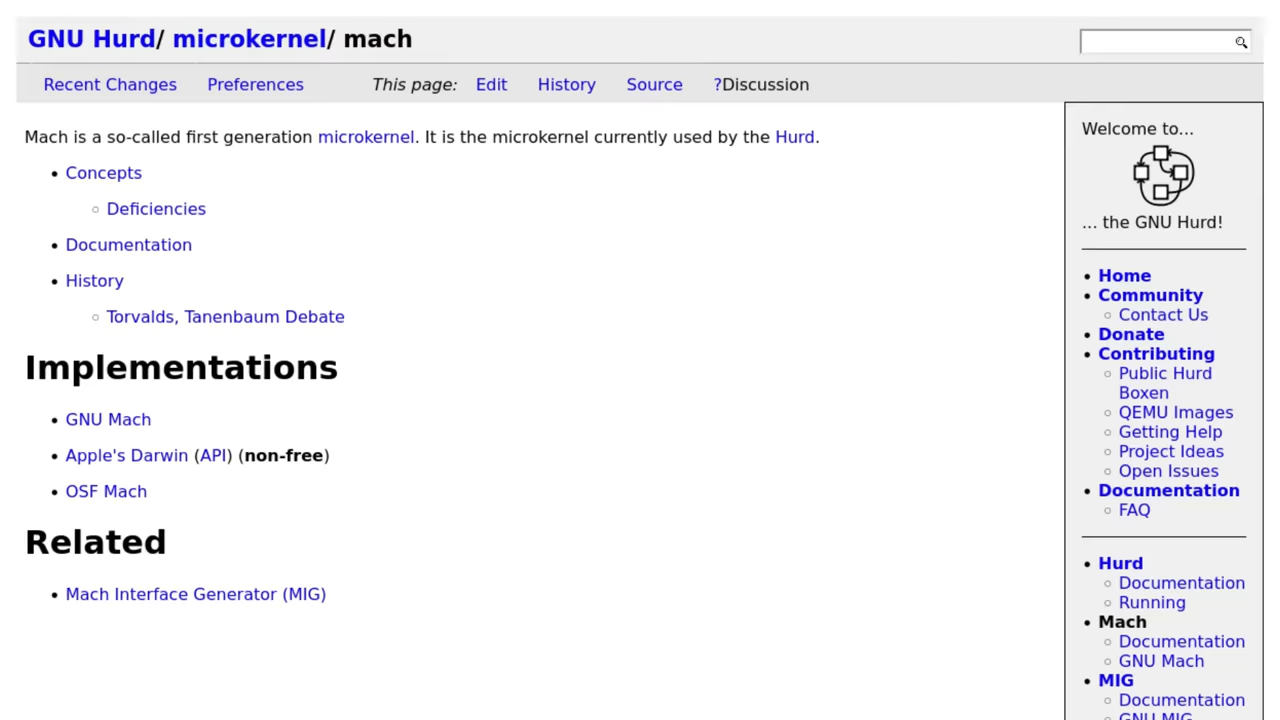 GNU Hurd/ microkernel/ mach
Recent Changes Preferences This page: Edit History Source ?Discussion
Mach is a so-called first generation microkernel. It is the microkernel currently used by the Hurd.
Concepts
Deficiencies
Documentation
History
Torvalds, Tanenbaum Debate
Implementations
GNU Mach
Apple's Darwin (API) (non-free)
OSF Mach
Related
Mach Interface Generator (MIG)
Welcome to...
... the GNU Hurd!
Home
Community
Contact Us
Donate
Contributing
Public Hurd
Boxen
QEMU Images
Getting Help
Project Ideas
Open Issues
Documentation
FAQ
Hurd
Documentation
Running
Mach
Documentation
GNU Mach
MIG
Documentation
GNU MIG